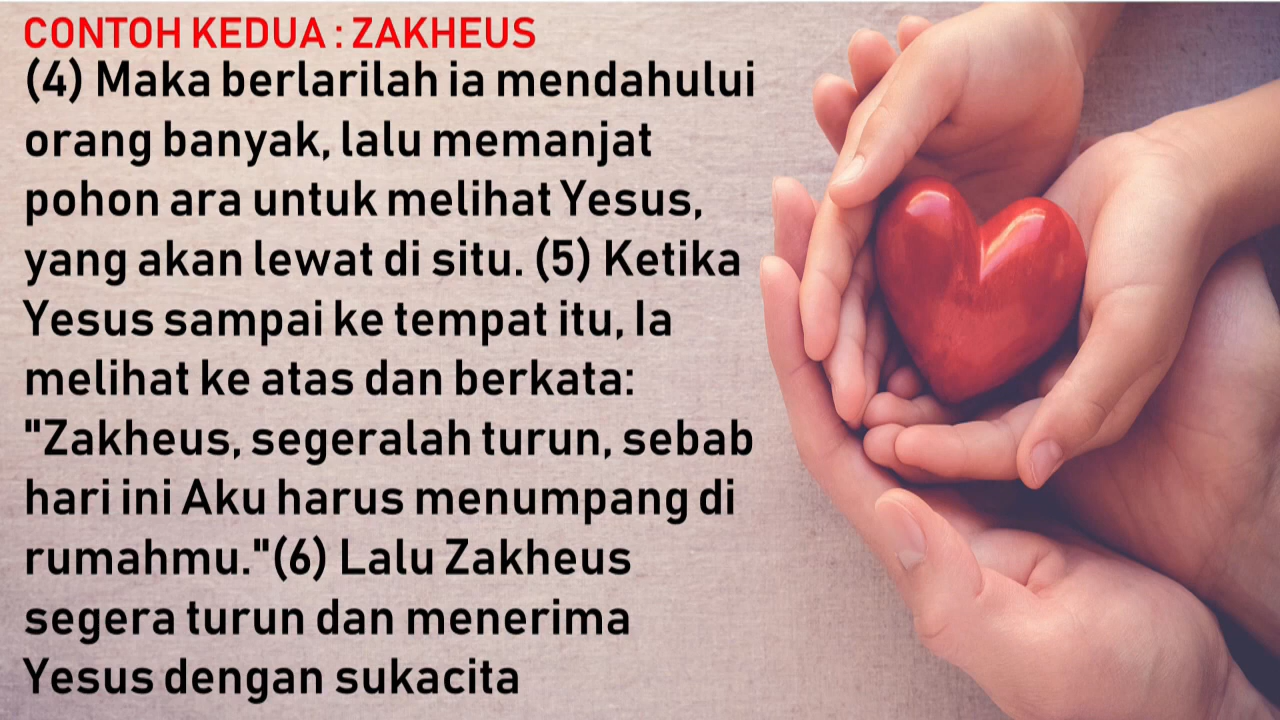 CONTOH KEDUA : ZAKHEUS
(4) Maka berlarilah ia mendahului
orang banyak, lalu memanjat
pohon ara untuk melihat Yesus,
yang akan lewat di situ. (5) Ketika
Yesus sampai ke tempat itu, Ia
melihat ke atas dan berkata:
"Zakheus, segeralah turun, sebab
hari ini Aku harus menumpang di
rumahmu."(6) Lalu Zakheus
segera turun dan menerima
Yesus dengan sukacita